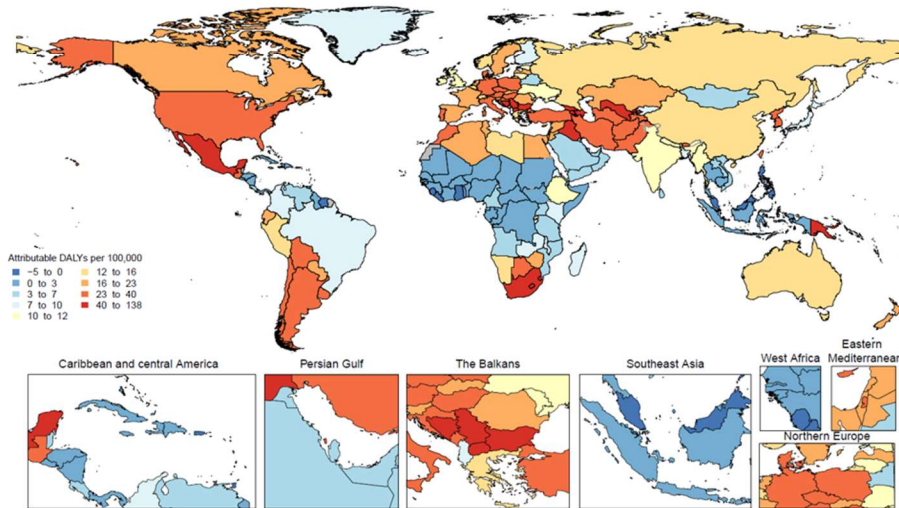 Attributable DALYs per 100,000
−5 to 0
0 to 3
3 to 7
7 to 10
10 to 12
12 to 16
16 to 23
23 to 40
40 to 138
Caribbean and central America
Persian Gulf
The Balkans
Southeast Asia
West Africa
Eastern
Mediterranean
Northern Europe